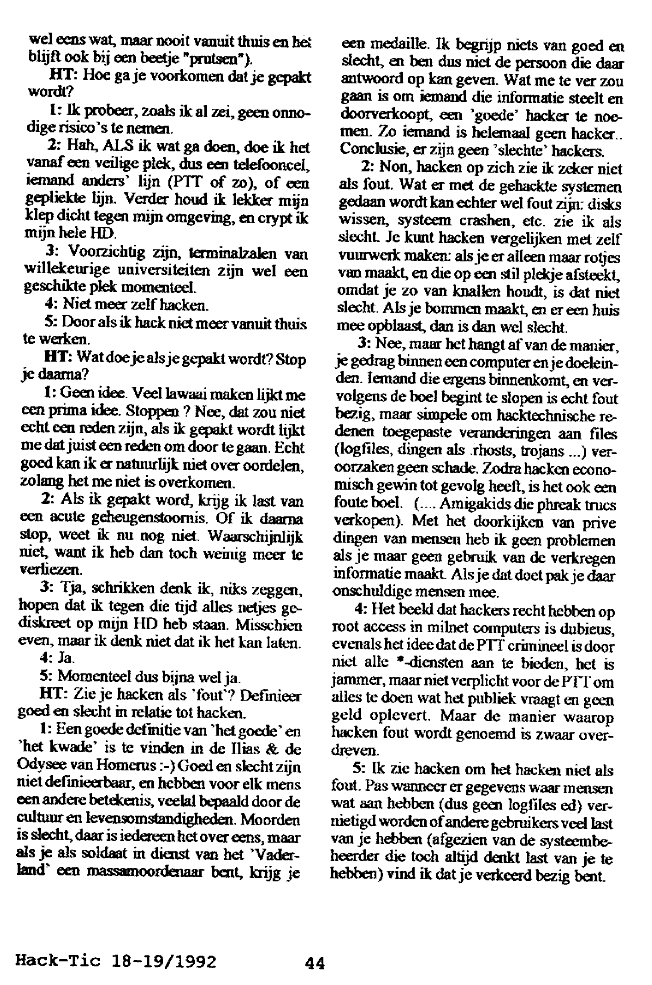 wel eens wat, maar nooit vanuit thuis en het
blijft ook bij een beetje "prutsen").
HT: Hoe ga je voorkomen dat je gepakt
wordt?
1: Ik probeer, zoals ik al zei, geen onno-
dige risico's te nemen.
2: Hah, ALS ik wat ga doen, doe ik het
vanaf een veilige plek, dus een telefooncel,
iemand anders' lijn (PTT of zo), of een
gepliekte lijn. Verder houd ik lekker mijn
klep dicht tegen mijn omgeving, en crypt ik
mijn hele HD.
3: Voorzichtig zijn, terminalzalen van
willekeurige universiteiten zijn wel een
geschikte plek momenteel.
4: Niet meer zelf hacken.
5: Door als ik hack niet meer vanuit thuis
te werken.
HT: Wat doe je als je gepakt wordt? Stop
je daarna?
1: Geen idee. Veel lawaai maken lijkt me
een prima idee. Stoppen ? Nee, dat zou niet
echt een reden zijn, als ik gepakt wordt lijkt
me dat juist een reden om door te gaan. Echt
goed kan ik er natuurlijk niet over oordelen,
zolang het me niet is overkomen.
2: Als ik gepakt word, krijg ik last van
een acute geheugenstoornis. Of ik daarna
stop, weet ik nu nog niet. Waarschijnlijk
niet, want ik heb dan toch weinig meer te
verliezen.
3: Tja, schrikken denk ik, niks zeggen,
hopen dat ik tegen die tijd alles netjes ge-
diskreet op mijn HD heb staan. Misschien
even, maar ik denk niet dat ik het kan laten.
4: Ja.
5: Momenteel dus bijna wel ja.
HT: Zie je hacken als 'fout'? Definieer
goed en slecht in relatie tot hacken.
1: Een goede definitie van 'het goede' en
'het kwade' is te vinden in de Ilias & de
Odysee van Homerus :-) Goed en slecht zijn
niet definieerbaar, en hebben voor elk mens
een andere betekenis, veelal bepaald door de
cultuur en levensomstandigheden. Moorden
is slecht, daar is iedereen het over eens, maar
als je als soldaat in dienst van het 'Vader-
land' een massamoordenaar bent, krijg je
een medaille. Ik begrijp niets van goed en
slecht, en ben dus niet de persoon die daar
antwoord op kan geven. Wat me te ver zou
gaan is om iemand die informatie steelt en
doorverkoopt, een 'goede' hacker te noe-
men. Zo iemand is helemaal geen hacker..
Conclusie, er zijn geen 'slechte' hackers.
2: Non, hacken op zich zie ik zeker niet
als fout. Wat er met de gehackte systemen
gedaan wordt kan echter wel fout zijn: disks
wissen, systeem crashen, etc. zie ik als
slecht. Je kunt hacken vergelijken met zelf
vuurwerk maken: als je er alleen maar rotjes
van maakt, en die op een stil plekje afsteekt,
omdat je zo van knallen houdt, is dat niet
slecht. Als je bommen maakt, en er een huis
mee opblaast, dan is dan wel slecht.
3: Nee, maar het hangt af van de manier,
je gedrag binnen een computer en je doelein-
den. Iemand die ergens binnenkomt, en ver-
volgens de boel begint te slopen is echt fout
bezig, maar simpele om hacktechnische re-
denen toegepaste veranderingen aan files
(logfiles, dingen als .rhosts, trojans ...) ver-
oorzaken geen schade. Zodra hacken econo-
misch gewin tot gevolg heeft, is het ook een
foute boel. (.... Amigakids die phreak trucs
verkopen). Met het doorkijken van prive
dingen van mensen heb ik geen problemen
als je maar geen gebruik van de verkregen
informatie maakt. Als je dat doet pak je daar
onschuldige mensen mee.
4: Het beeld dat hackers recht hebben op
root access in milnet computers is dubieus,
evenals het idee dat de PTT crimineel is door
niet alle *-diensten aan te bieden, het is
jammer, maar niet verplicht voor de PTT om
alles te doen wat het publiek vraagt en geen
geld oplevert. Maar de manier waarop
hacken fout wordt genoemd is zwaar over-
dreven.
5: Ik zie hacken om het hacken niet als
fout. Pas wanneer er gegevens waar mensen
wat aan hebben (dus geen logfiles ed) ver-
nietigd worden of andere gebruikers veel last
van je hebben (afgezien van de systeembe-
heerder die toch altijd denkt last van je te
hebben) vind ik dat je verkeerd bezig bent.
Hack-Tic 18-19/1992 44